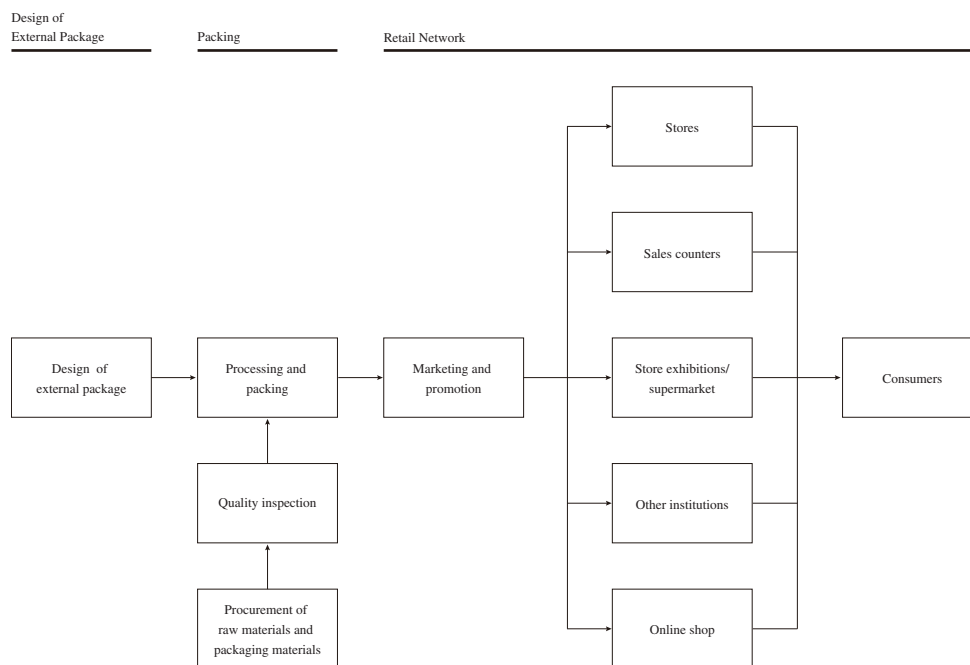 Design of
External Package
Packing
Retail Network
Stores
Sales counters
Design of
external package
Processing and
packing
Marketing and
promotion
Store exhibitions/
supermarket
Consumers
Quality inspection
Other institutions
Procurement of
raw materials and
packaging materials
Online shop